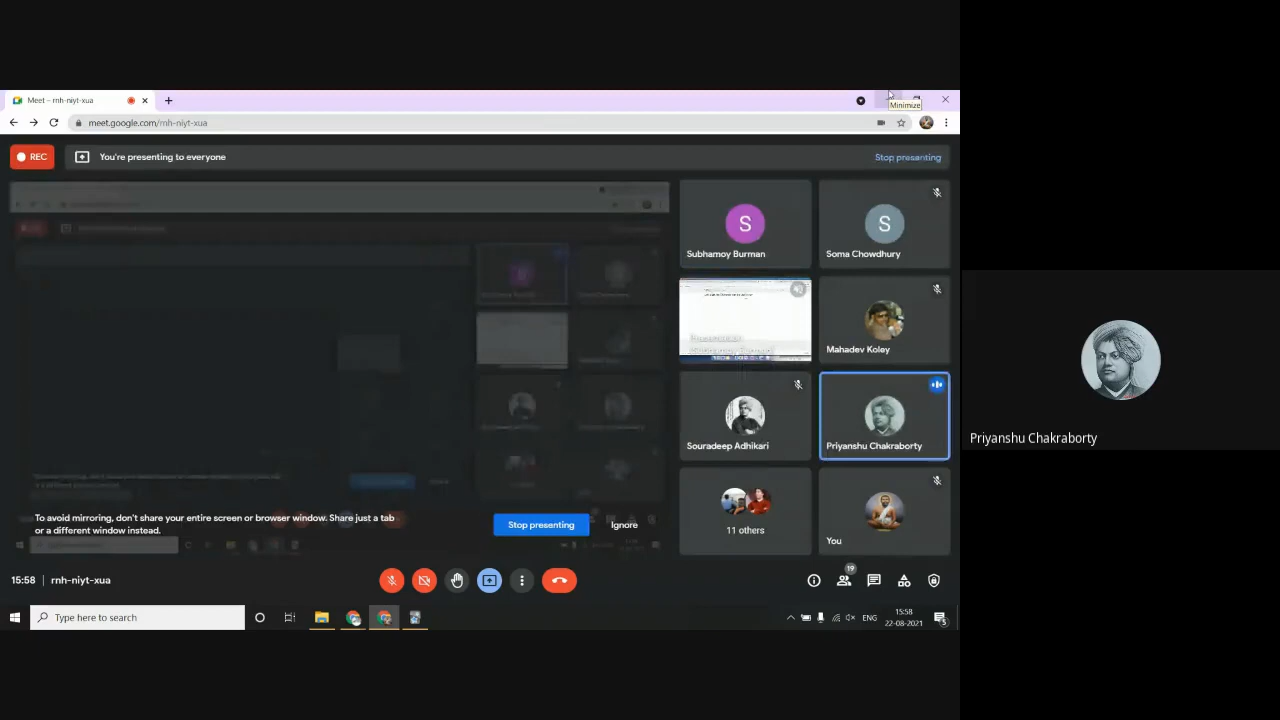 Meet – rnh-niyt-xua
Minimize
meet.google.com/rnh-niyt-xua
REC
You're presenting to everyone
Stop presenting
S
Subhamoy Burman
S
Soma Chowdhury
Mahadev Koley
Souradeep Adhikari
Priyanshu Chakraborty
11 others
You
To avoid mirroring, don't share your entire screen or browser window. Share just a tab
or a different window instead.
Stop presenting
Ignore
15:58
rnh-niyt-xua
19
Type here to search
ENG
15:58
22-08-2021
5
Priyanshu Chakraborty